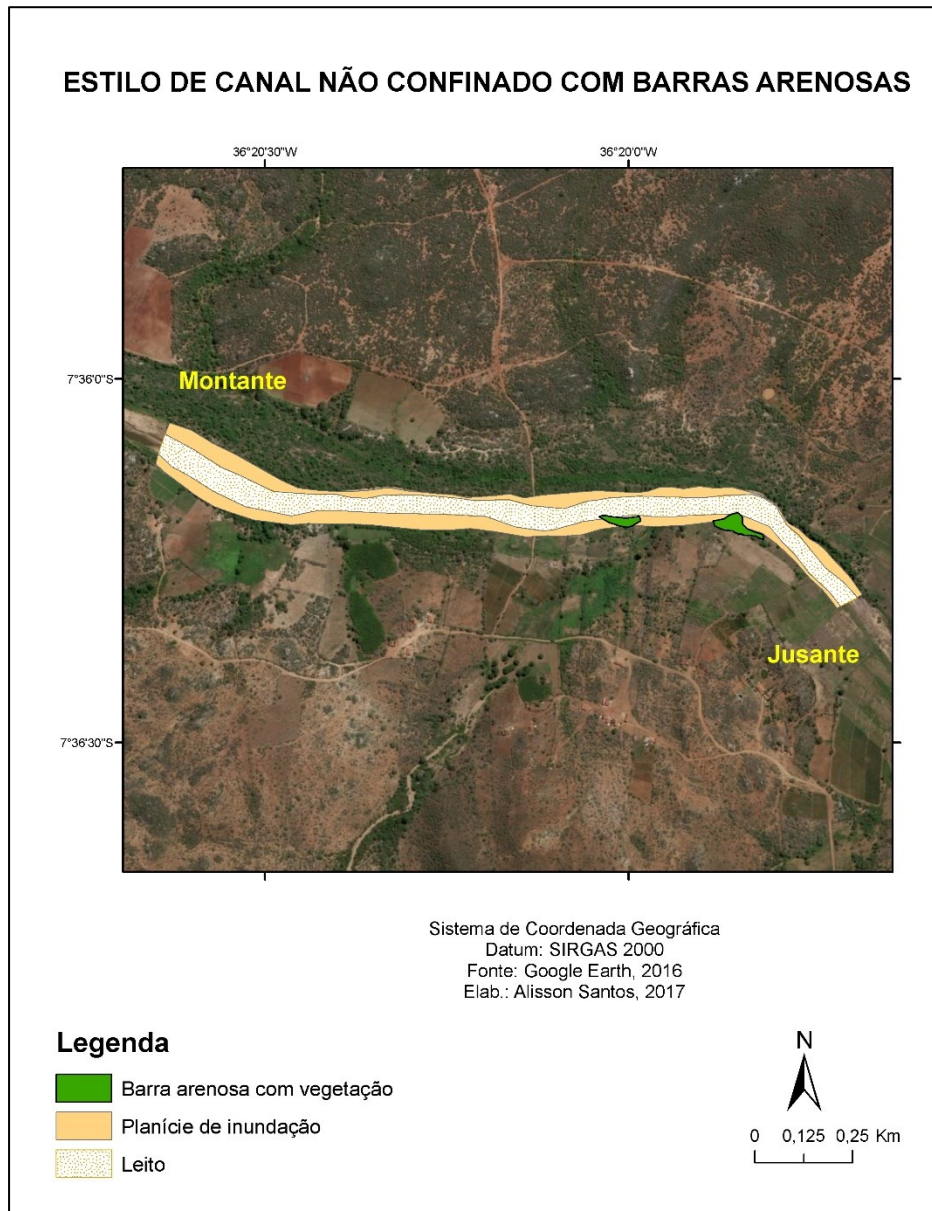 ESTILO DE CANAL NÃO CONFINADO COM BARRAS ARENOSAS
36°20'30"W
36°20'0"W
7°36'0"S
Montante
Jusante
7°36'30"S
Sistema de Coordenada Geográfica
Datum: SIRGAS 2000
Fonte: Google Earth, 2016
Elab.: Alisson Santos, 2017
Legenda
Barra arenosa com vegetação
Planície de inundação
Leito
N
0 0,125 0,25 Km